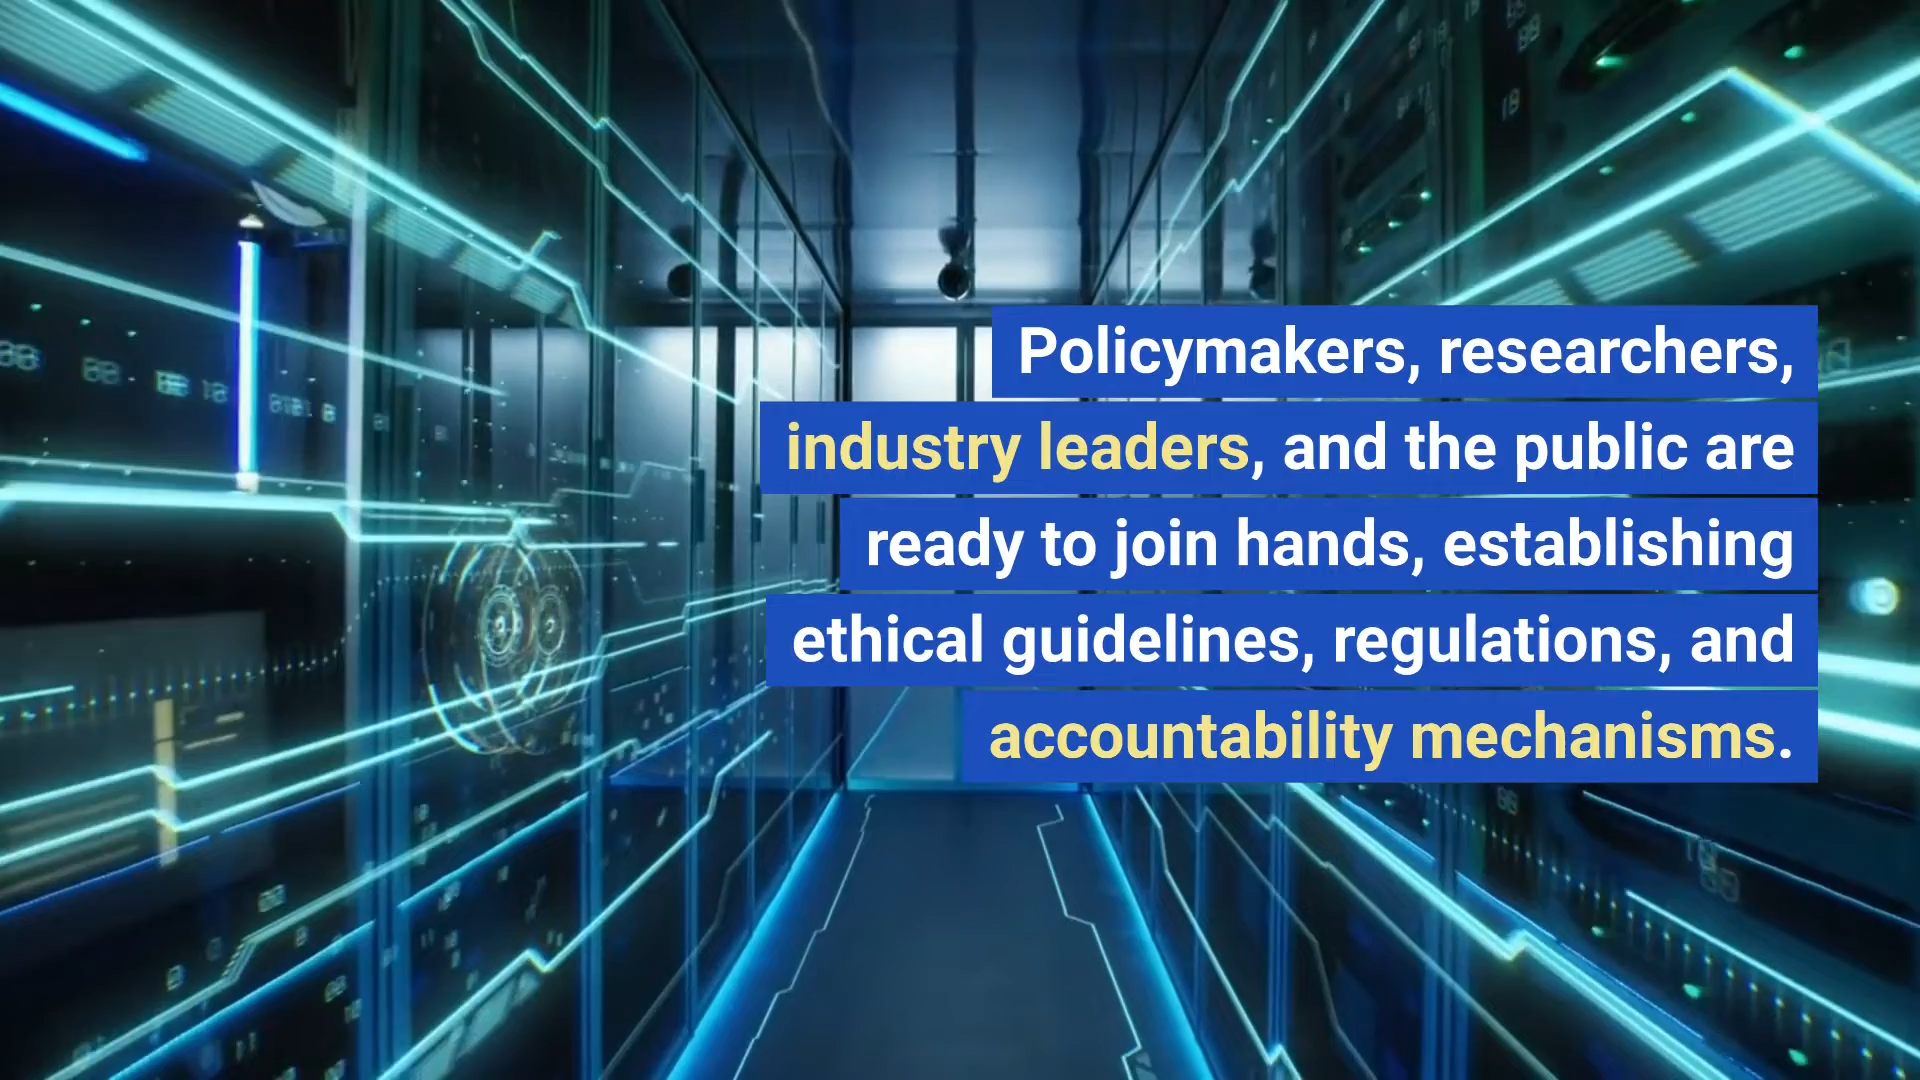 Policymakers, researchers,
industry leaders, and the public are
ready to join hands, establishing
ethical guidelines, regulations, and
accountability mechanisms.